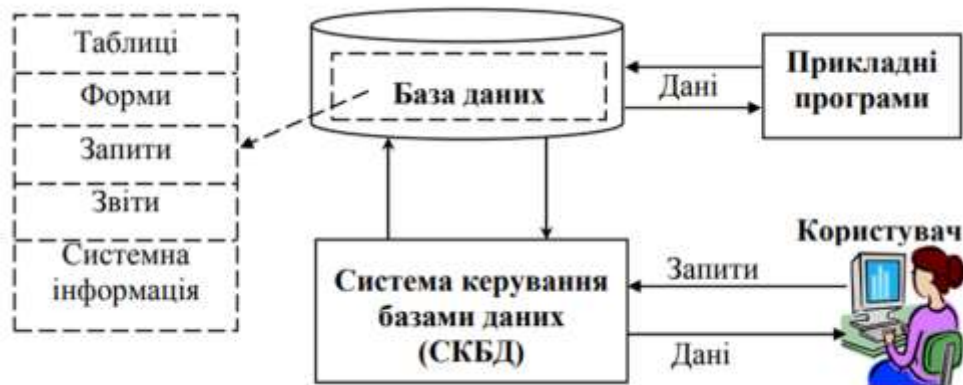 Таблиці
Форми
Запити
Звіти
Системна
інформація
База даних
Дані
Прикладні
програми
Система керування
базами даних
(СКБД)
Запити
Дані
Користувач